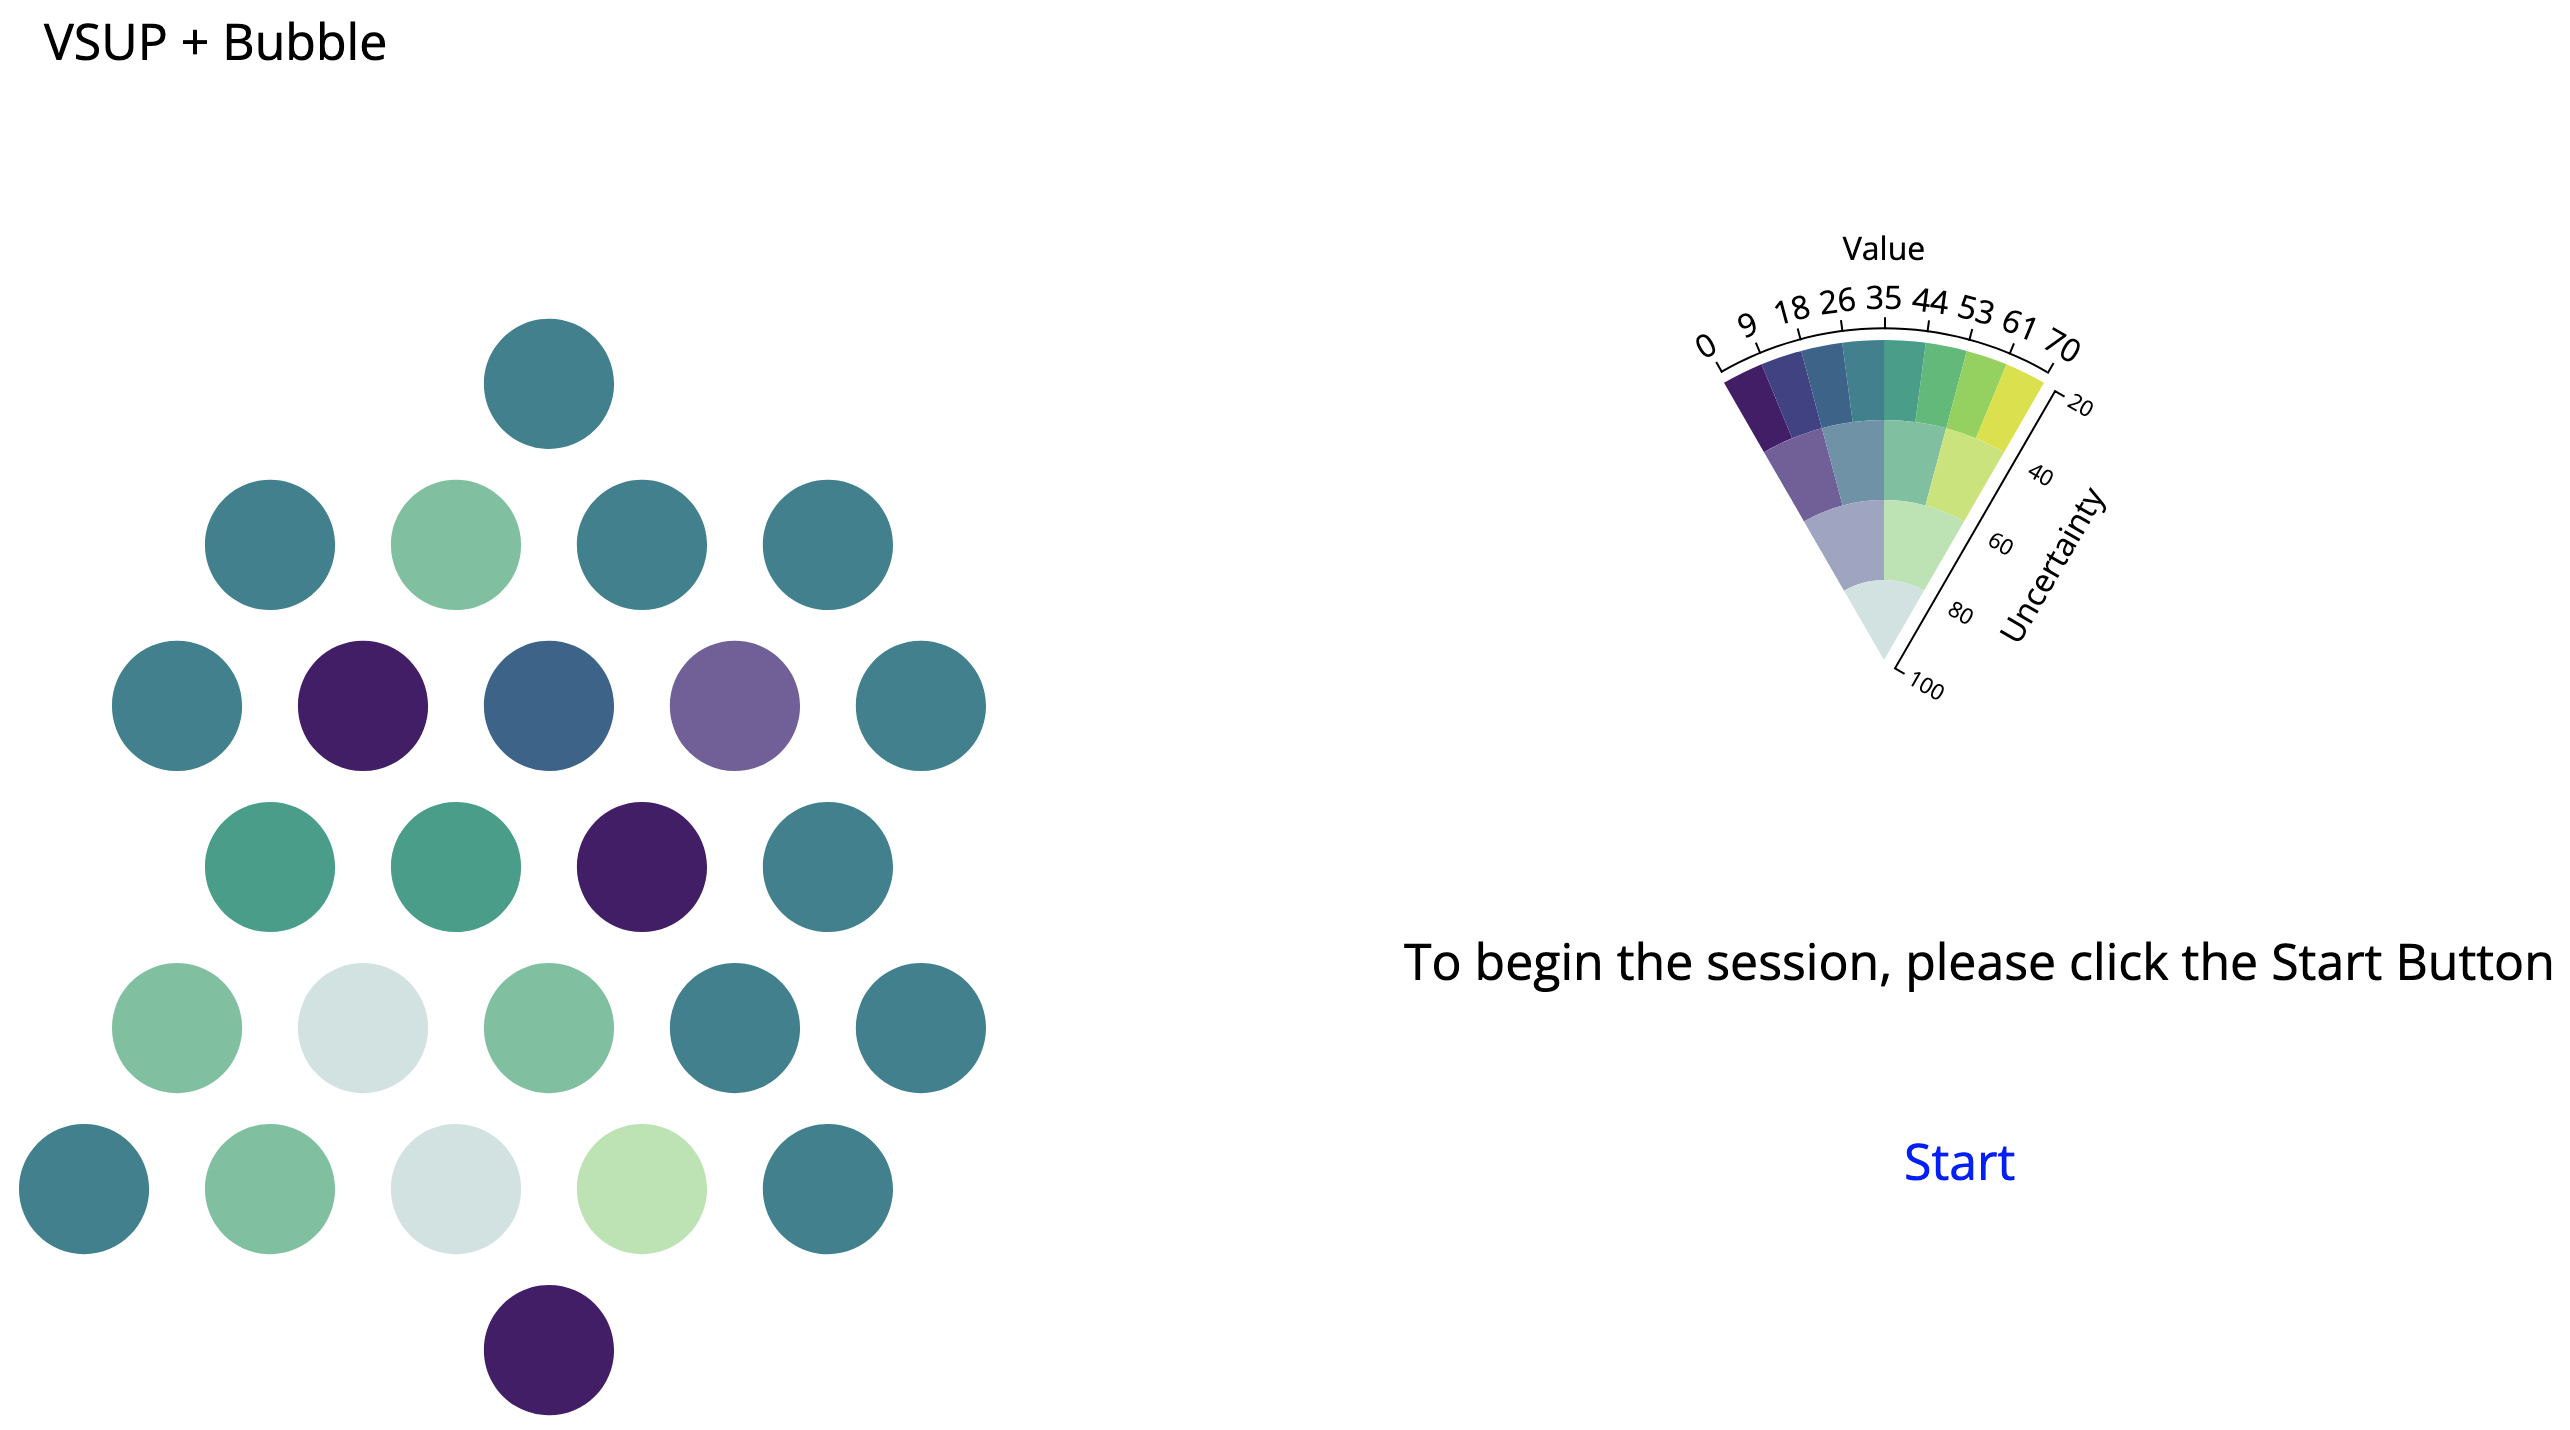 VSUP + Bubble
Value
0 9 18 26 35 44 53 61 70
20
40
60
80
100
Uncertainty
To begin the session, please click the Start Button
Start